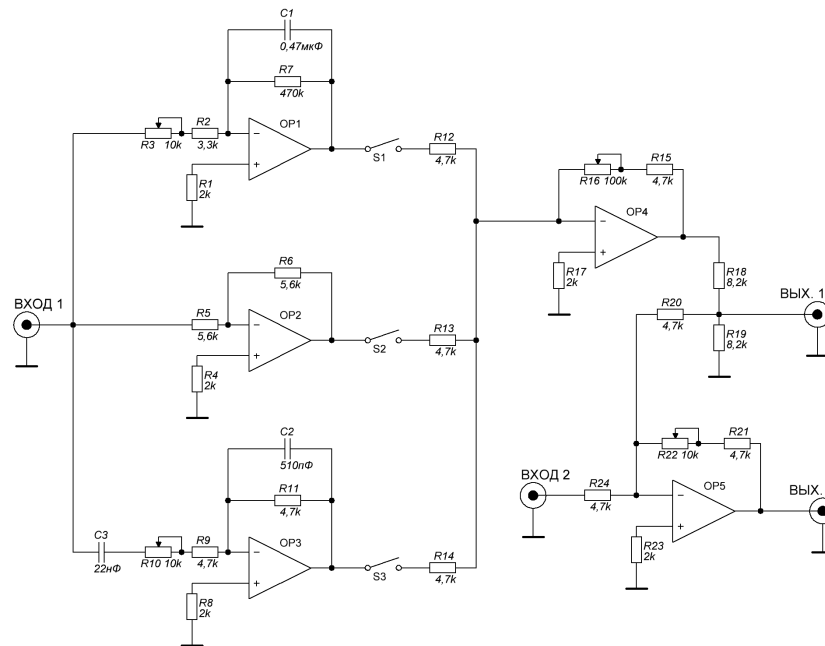 C1
0,47мкФ
R7
470k
R3 10k
R2
3,3k
OP1
S1
R12
4,7k
R1
2k
R16 100k
R15
4,7k
OP4
R17
2k
R18
8,2k
ВХОД 1
R5
5,6k
R6
5,6k
OP2
S2
R13
4,7k
R4
2k
R20
4,7k
R19
8,2k
ВЫХ. 1
C2
510пФ
R11
4,7k
C3
22нФ
R10 10k
R9
4,7k
OP3
S3
R14
4,7k
R8
2k
ВХОД 2
R24
4,7k
R22 10k
R21
4,7k
OP5
R23
2k
ВЫХ.